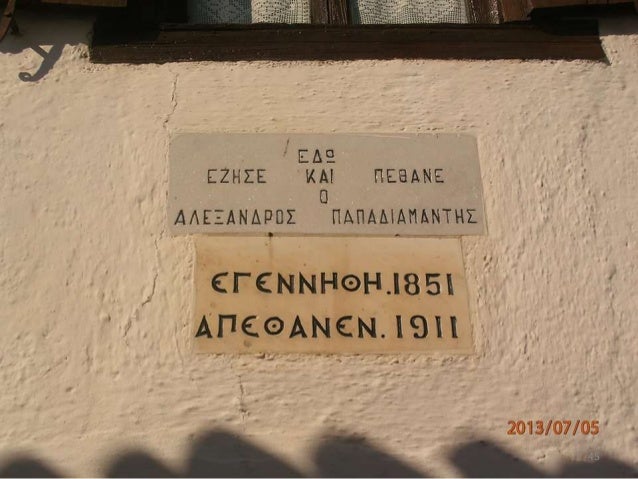 ΕΔΩ
ΕΖΗΣΕ ΚΑΙ ΠΕΘΑΝΕ
Ο
ΑΛΕΞΑΝΔΡΟΣ ΠΑΠΑΔΙΑΜΑΝΤΗΣ
ΕΓΕΝΝΗΘΗ.1851
ΑΠΕΘΑΝΕΝ.1911
2013/07/05